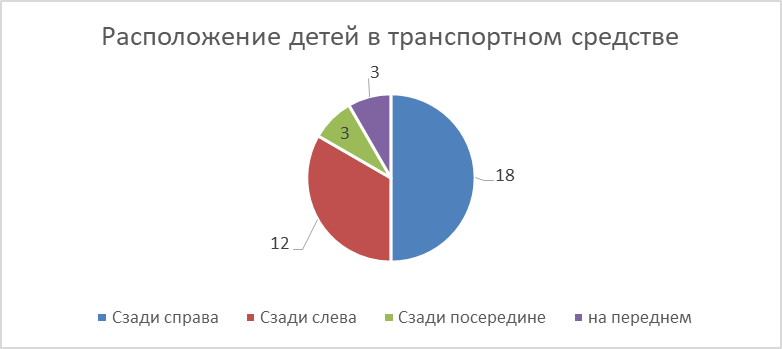 Расположение детей в транспортном средстве
3
3
18
12
Сзади справа Сзади слева Сзади посередине на переднем